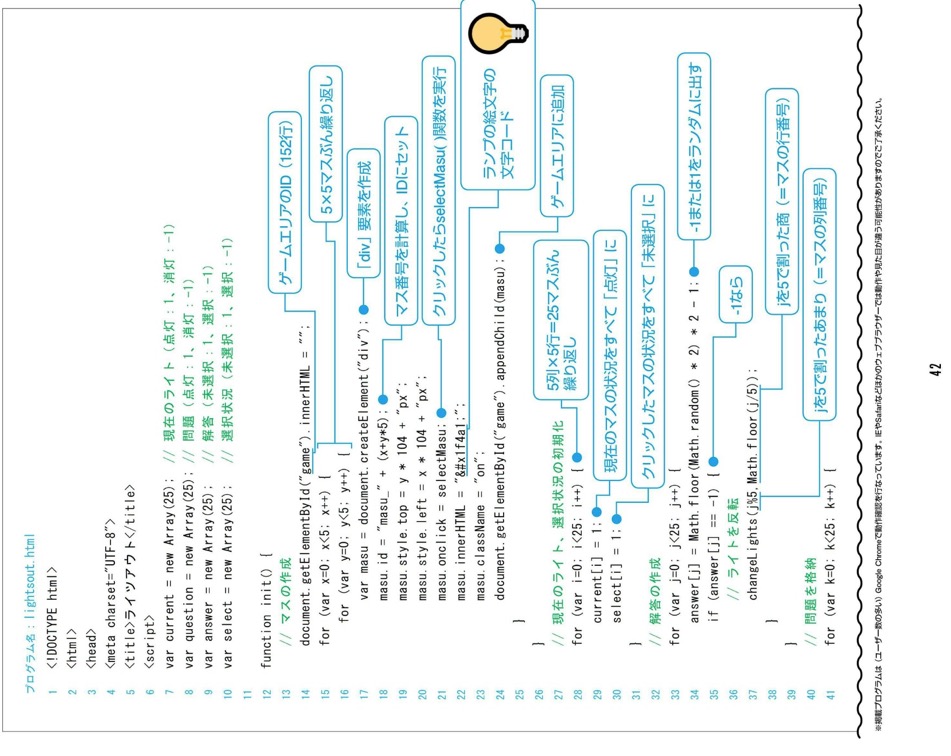 プログラム名：lightsout.html
1 <!DOCTYPE html>
2 <html>
3 <head>
4 <meta charset="UTF-8">
5 <title>ライツアウト</title>
6 <script>
7 var current = new Array(25); // 現在のライト（点灯：1、消灯：-1）
8 var question = new Array(25); // 問題（点灯：1、消灯：-1）
9 var answer = new Array(25); // 解答（未選択：1、選択：-1）
10 var select = new Array(25); // 選択状況（未選択：1、選択：-1）
11
12 function init() {
13 // マスの作成
14 document.getElementById("game").innerHTML = "";
ゲームエリアのID（152行）
15 for (var x=0; x<5; x++) {
16 for (var y=0; y<5; y++) {
5×5マスぶん繰り返し
17 var masu = document.createElement("div");
「div」要素を作成
18 masu.id = "masu_" + (x+y*5);
マス番号を計算し、IDにセット
19 masu.style.top = y * 104 + "px";
20 masu.style.left = x * 104 + "px";
21 masu.onclick = selectMasu;
クリックしたらselectMasu( )関数を実行
22 masu.innerHTML = "&#x1f4a1;";
ランプの絵文字の
文字コード
23 masu.className = "on";
24 document.getElementById("game").appendChild(masu);
ゲームエリアに追加
25 }
26 }
27 // 現在のライト、選択状況の初期化
28 for (var i=0; i<25; i++) {
5列×5行＝25マスぶん
繰り返し
29 current[i] = 1;
現在のマスの状況をすべて「点灯」に
30 select[i] = 1;
クリックしたマスの状況をすべて「未選択」に
31 }
32 // 解答の作成
33 for (var j=0; j<25; j++) {
34 answer[j] = Math.floor(Math.random() * 2) * 2 - 1;
-1または1をランダムに出す
35 if (answer[j] == -1) {
-1なら
36 // ライトを反転
37 changeLights(j%5,Math.floor(j/5));
jを5で割った商（＝マスの行番号）
jを5で割ったあまり（＝マスの列番号）
38 }
39 }
40 // 問題を格納
41 for (var k=0; k<25; k++) {
※掲載プログラムは（ユーザー数の多い）Google Chromeで動作確認を行なっています。IEやSafariなどほかのウェブブラウザーでは動作や見た目が違う可能性がありますのでご了承ください。
42